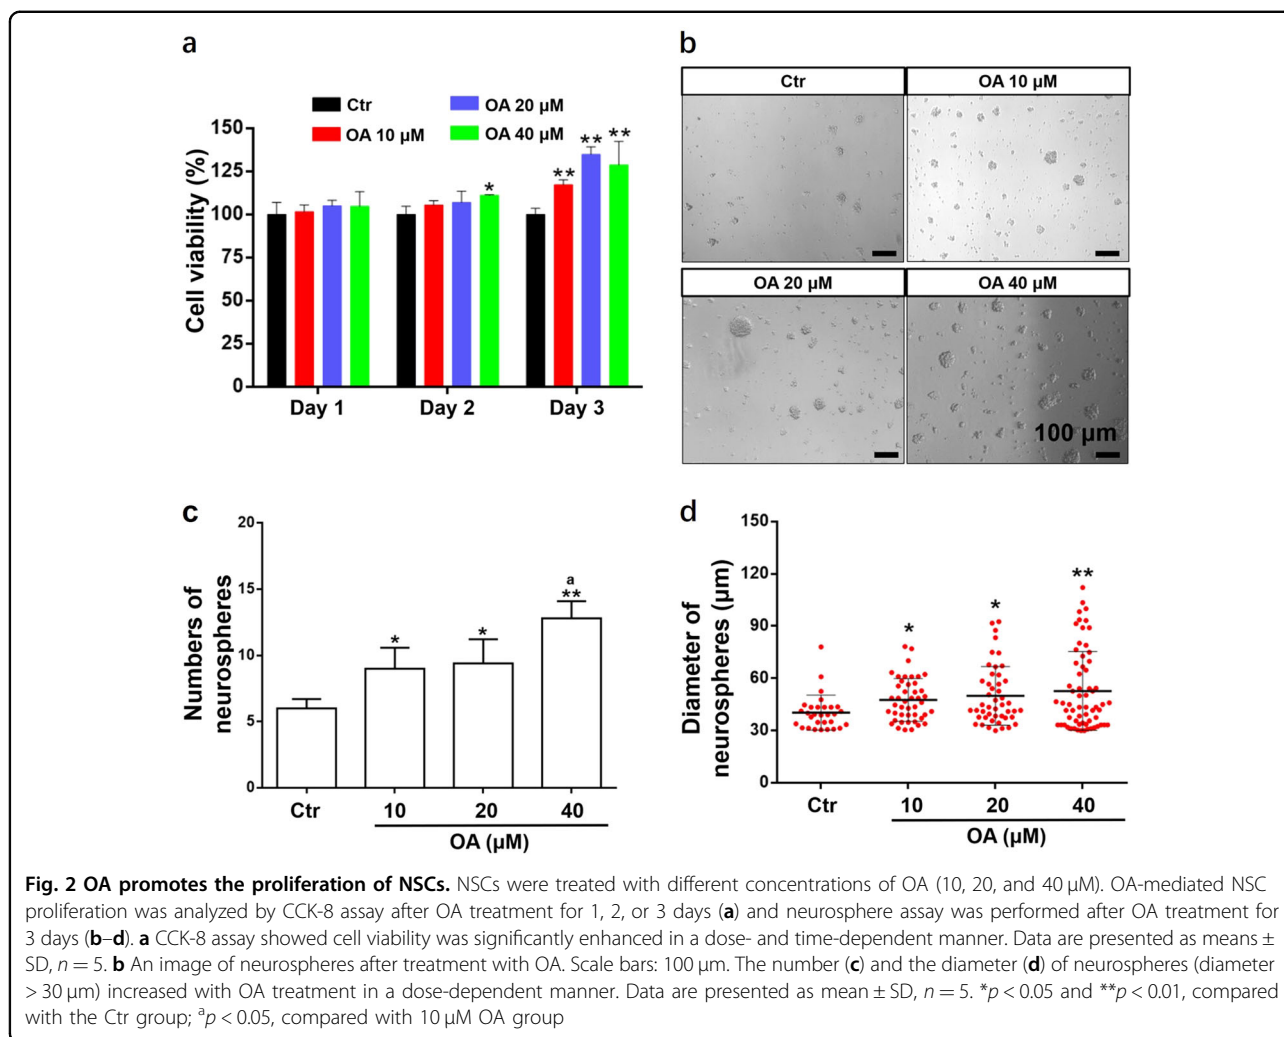 a
Ctr
OA 10 μM
OA 20 μM
OA 40 μM
Cell viability (%)
150
125
100
75
50
25
0
* ** ** **
Day 1 Day 2 Day 3
b
Ctr
OA 10 μM
OA 20 μM
OA 40 μM
100 μm
c
Numbers of
neurospheres
20
15
10
5
0
* * a **
Ctr 10 20 40
OA (μM)
d
Diameter of
neurospheres (μm)
150
120
90
60
30
0
* * **
Ctr 10 20 40
OA (μM)
Fig. 2 OA promotes the proliferation of NSCs. NSCs were treated with different concentrations of OA (10, 20, and 40 μM). OA-mediated NSC
proliferation was analyzed by CCK-8 assay after OA treatment for 1, 2, or 3 days (a) and neurosphere assay was performed after OA treatment for
3 days (b–d). a CCK-8 assay showed cell viability was significantly enhanced in a dose- and time-dependent manner. Data are presented as means ±
SD, n = 5. b An image of neurospheres after treatment with OA. Scale bars: 100 μm. The number (c) and the diameter (d) of neurospheres (diameter
> 30 μm) increased with OA treatment in a dose-dependent manner. Data are presented as mean ± SD, n = 5. *p < 0.05 and **p < 0.01, compared
with the Ctr group; ap < 0.05, compared with 10 μM OA group